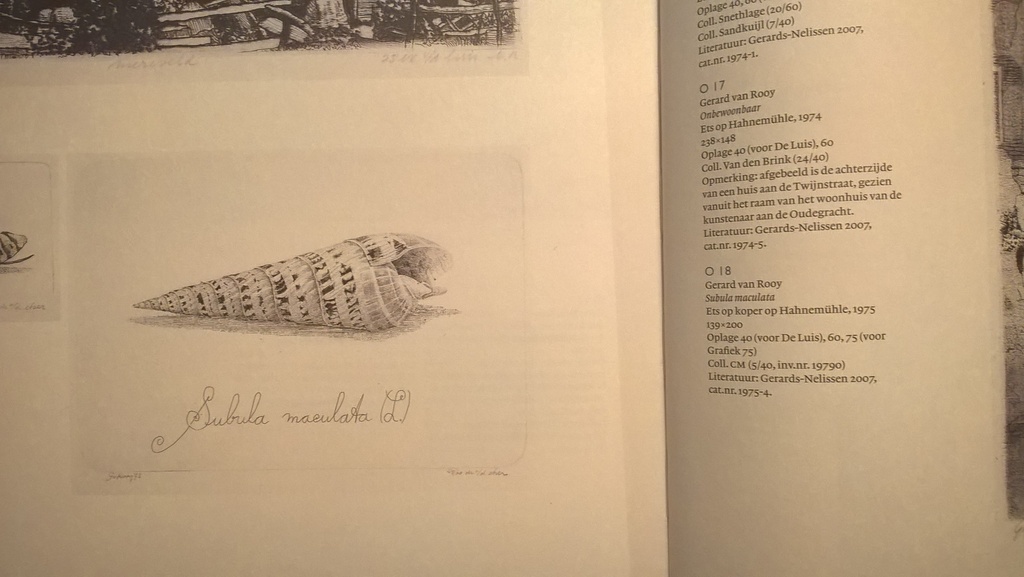 Subula maculata (L)
Oplage 40, 60
Coll. Snethlage (20/60)
Coll. Sandkuijl (7/40)
Literatuur: Gerards-Nelissen 2007,
cat.nr. 1974-1.
O 17
Gerard van Rooy
Onbewoonbaar
Ets op Hahnemühle, 1974
238×148
Oplage 40 (voor De Luis), 60
Coll. Van den Brink (24/40)
Opmerking: afgebeeld is de achterzijde
van een huis aan de Twijnstraat, gezien
vanuit het raam van het woonhuis van de
kunstenaar aan de Oudegracht.
Literatuur: Gerards-Nelissen 2007,
cat.nr. 1974-5.
O 18
Gerard van Rooy
Subula maculata
Ets op koper op Hahnemühle, 1975
139×200
Oplage 40 (voor De Luis), 60, 75 (voor
Grafiek 75)
Coll. CM (5/40, inv.nr. 19790)
Literatuur: Gerards-Nelissen 2007,
cat.nr. 1975-4.